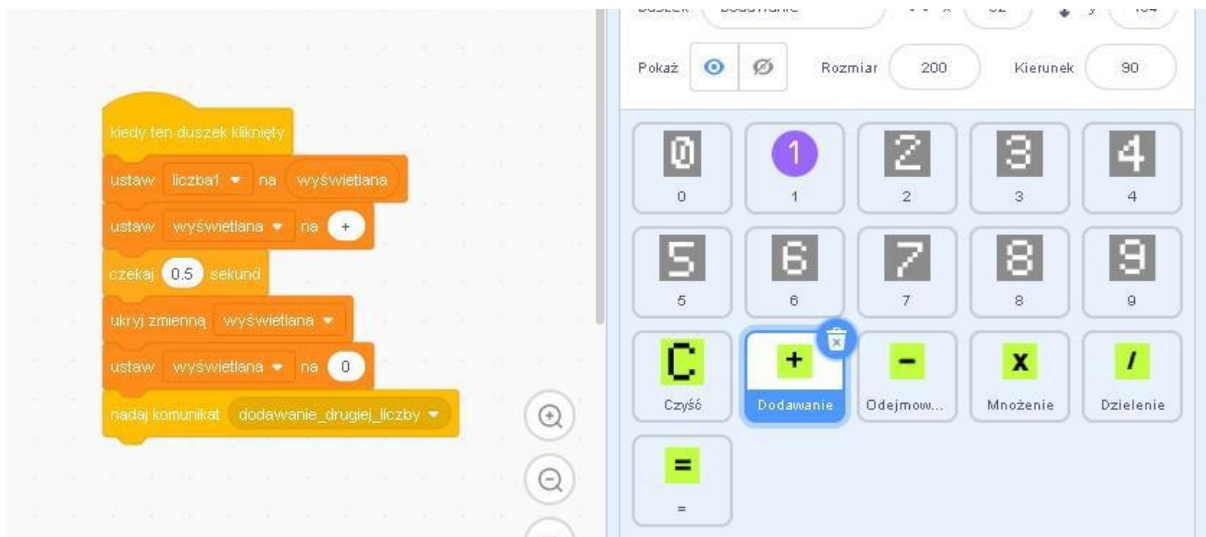 kiedy ten duszek kliknięty
ustaw liczba1 na wyświetlana
ustaw wyświetlana na +
czekaj 0.5 sekund
ukryj zmienną wyświetlana
ustaw wyświetlana na 0
nadaj komunikat dodawanie_drugiej_liczby
Duszek Dodawanie x y
Pokaż Rozmiar 200 Kierunek 90
0 1 2 3 4
0 1 2 3 4
5 6 7 8 9
5 6 7 8 9
C + - x /
Czyść Dodawanie Odejmow... Mnożenie Dzielenie
=
=